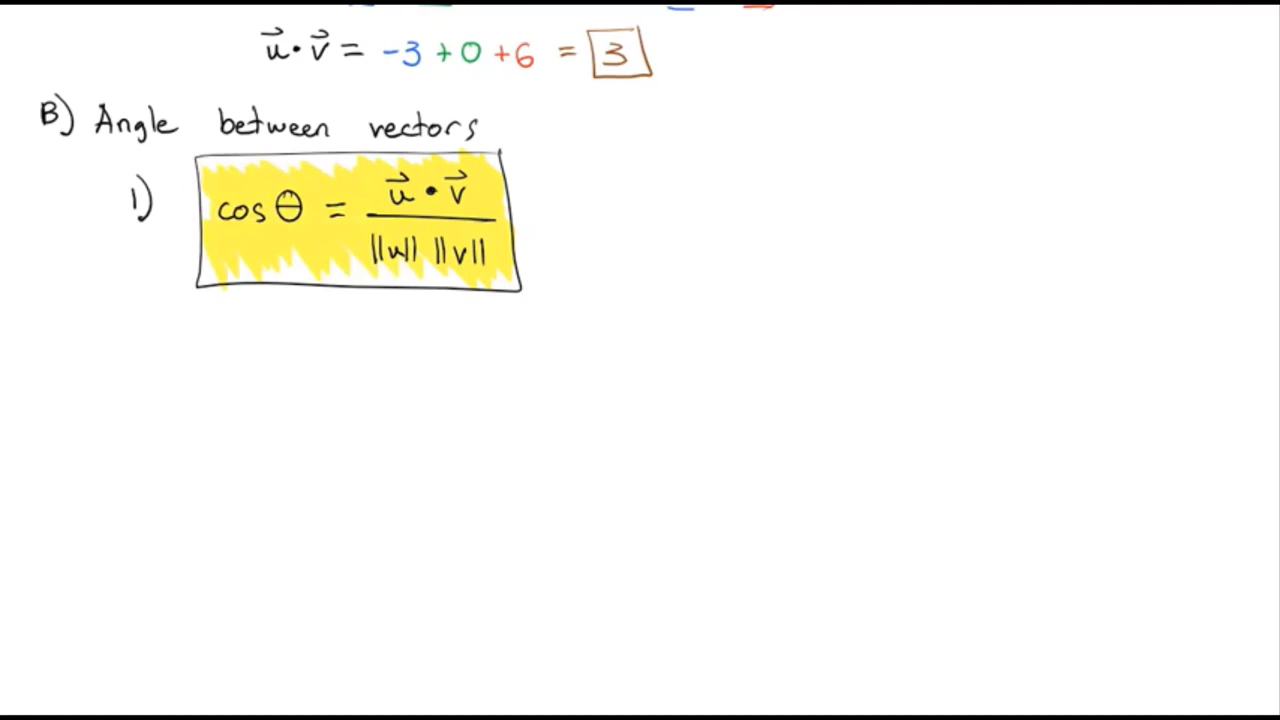 u⃗ · v⃗ = -3 + 0 + 6 = 3
B) Angle between vectors
1) cos θ = u⃗ · v⃗ / ||u|| ||v||